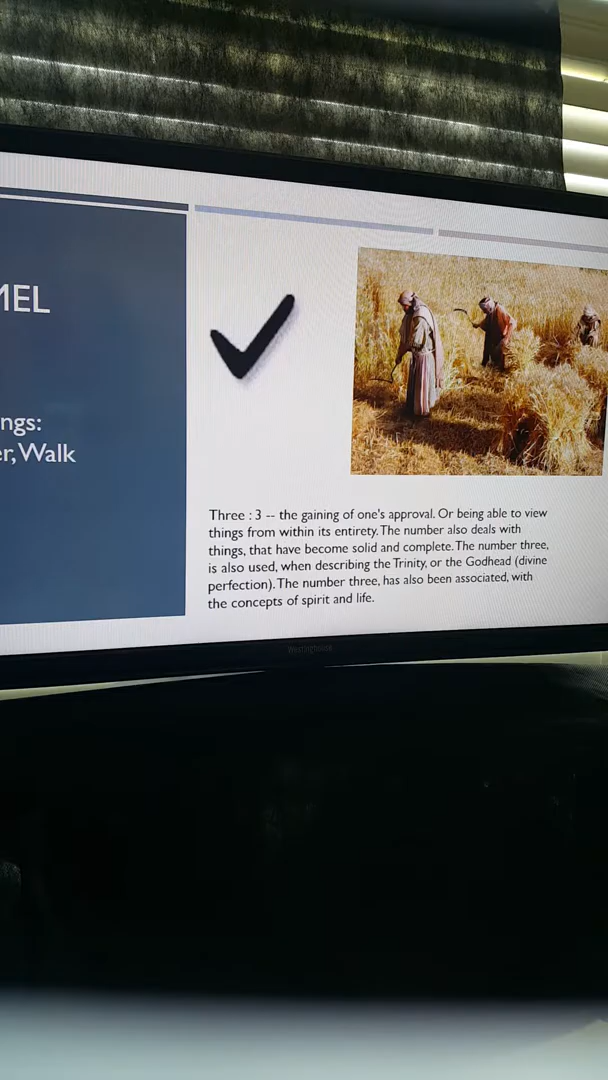 MEL
ngs:
er, Walk
Three : 3 -- the gaining of one's approval. Or being able to view
things from within its entirety. The number also deals with
things, that have become solid and complete. The number three,
is also used, when describing the Trinity, or the Godhead (divine
perfection). The number three, has also been associated, with
the concepts of spirit and life.
Westinghouse